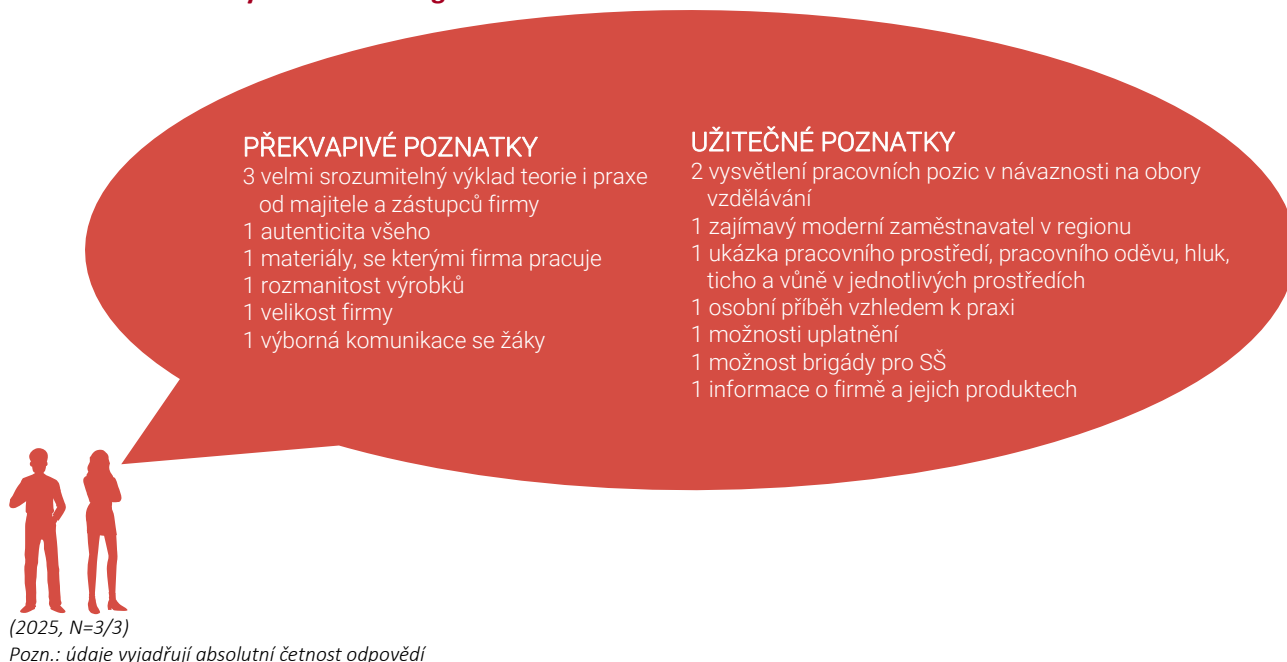 PŘEKVAPIVÉ POZNATKY
3 velmi srozumitelný výklad teorie i praxe
od majitele a zástupců firmy
1 autenticita všeho
1 materiály, se kterými firma pracuje
1 rozmanitost výrobků
1 velikost firmy
1 výborná komunikace se žáky
UŽITEČNÉ POZNATKY
2 vysvětlení pracovních pozic v návaznosti na obory
vzdělávání
1 zajímavý moderní zaměstnavatel v regionu
1 ukázka pracovního prostředí, pracovního oděvu, hluk,
ticho a vůně v jednotlivých prostředích
1 osobní příběh vzhledem k praxi
1 možnosti uplatnění
1 možnost brigády pro SŠ
1 informace o firmě a jejich produktech
(2025, N=3/3)
Pozn.: údaje vyjadřují absolutní četnost odpovědí